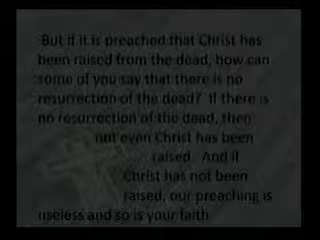 But if it is preached that Christ has
been raised from the dead, how can
some of you say that there is no
resurrection of the dead? If there is
no resurrection of the dead, then
not even Christ has been
raised. And if
Christ has not been
raised, our preaching is
useless and so is your faith